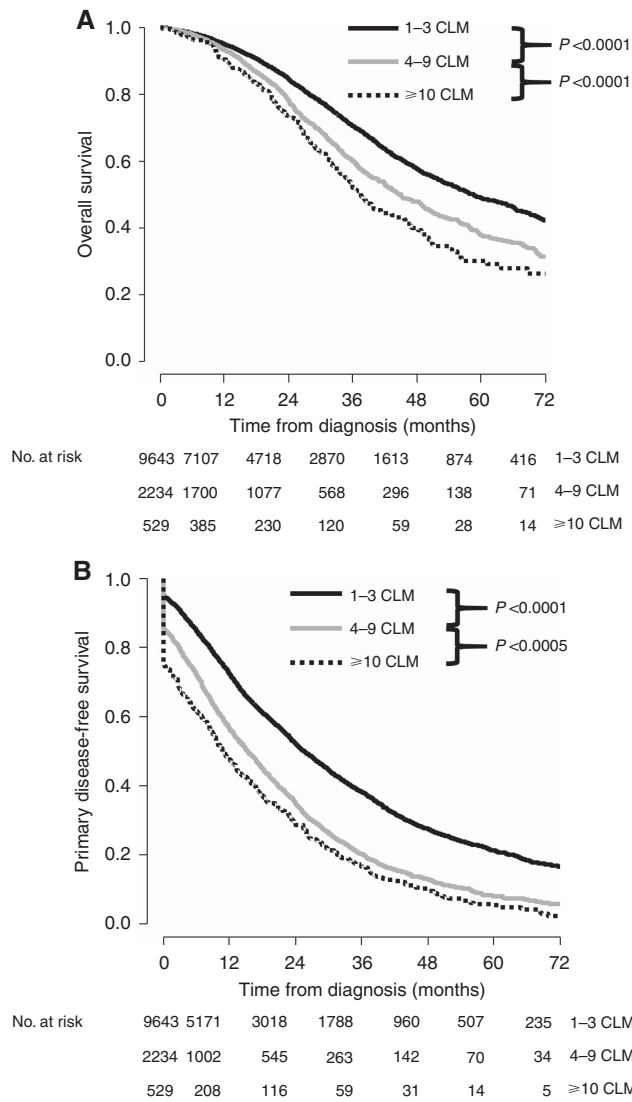 A
1.0
0.8
0.6
0.4
0.2
0.0
Overall survival
1–3 CLM
4–9 CLM
⩾10 CLM
P<0.0001
P<0.0001
0 12 24 36 48 60 72
Time from diagnosis (months)
No. at risk 9643 7107 4718 2870 1613 874 416 1–3 CLM
2234 1700 1077 568 296 138 71 4–9 CLM
529 385 230 120 59 28 14 ⩾10 CLM
B
1.0
0.8
0.6
0.4
0.2
0.0
Primary disease-free survival
1–3 CLM
4–9 CLM
⩾10 CLM
P<0.0001
P<0.0005
0 12 24 36 48 60 72
Time from diagnosis (months)
No. at risk 9643 5171 3018 1788 960 507 235 1–3 CLM
2234 1002 545 263 142 70 34 4–9 CLM
529 208 116 59 31 14 5 ⩾10 CLM